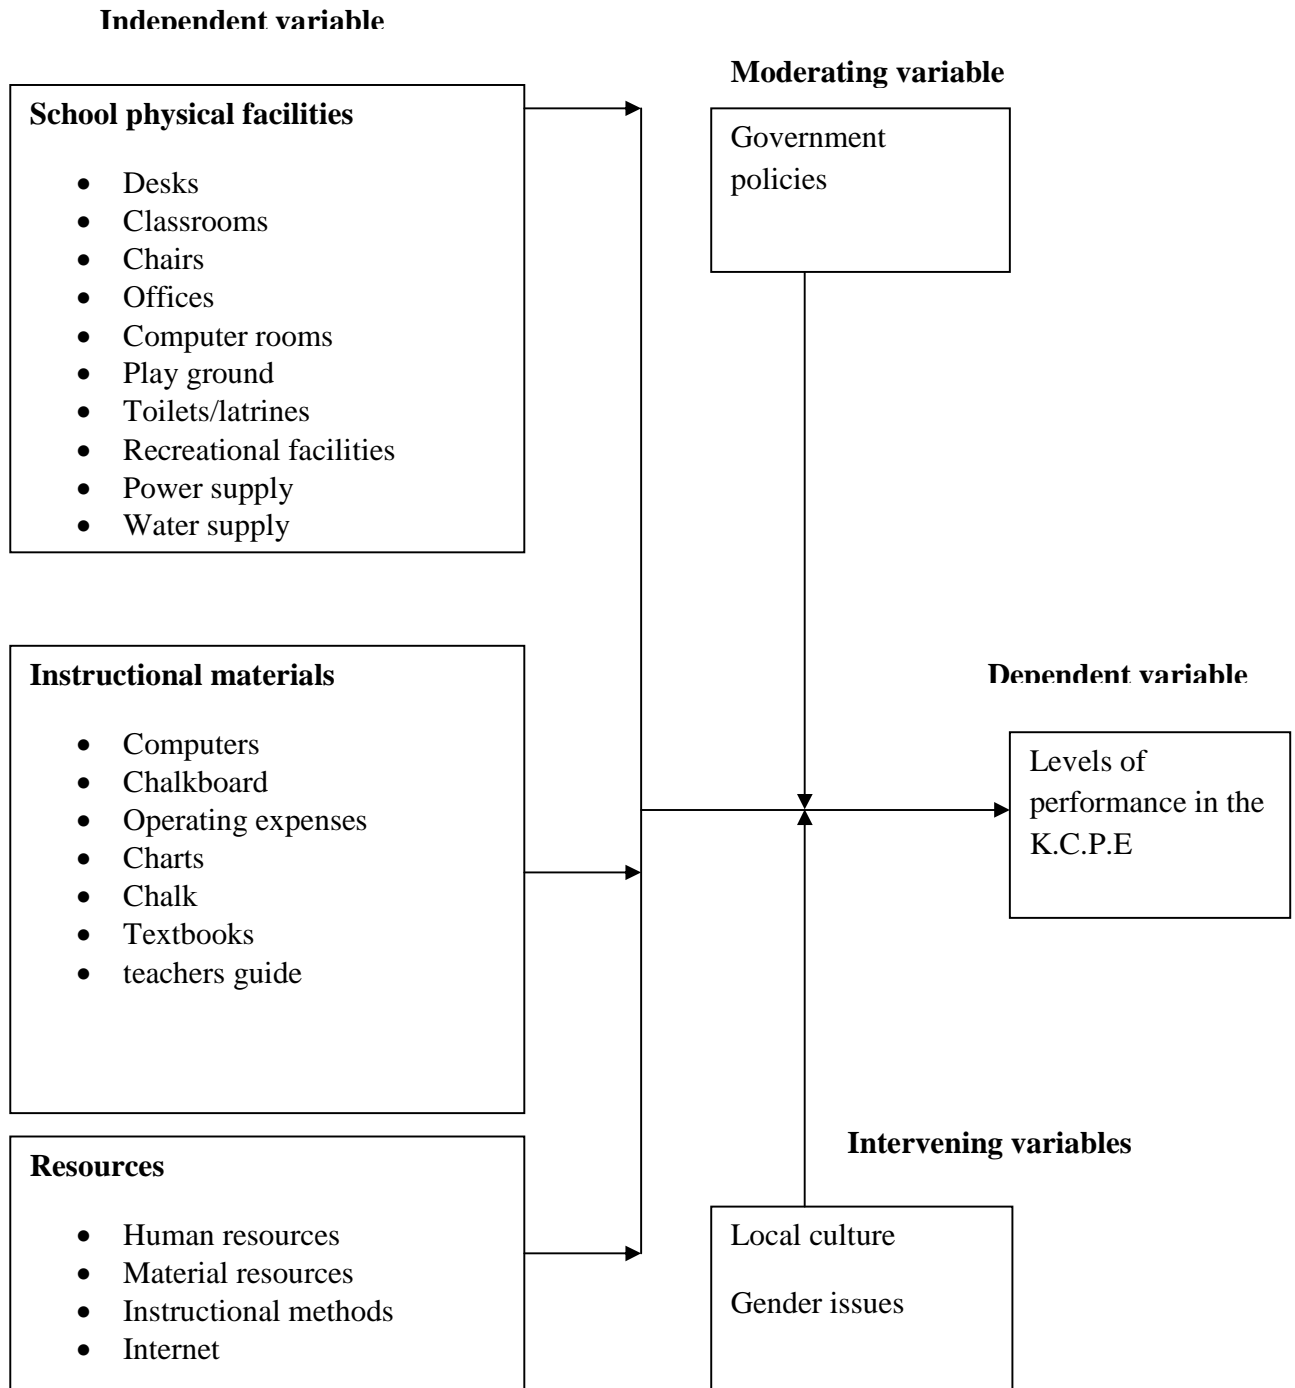 Independent variable
School physical facilities
• Desks
• Classrooms
• Chairs
• Offices
• Computer rooms
• Play ground
• Toilets/latrines
• Recreational facilities
• Power supply
• Water supply
Instructional materials
• Computers
• Chalkboard
• Operating expenses
• Charts
• Chalk
• Textbooks
• teachers guide
Resources
• Human resources
• Material resources
• Instructional methods
• Internet
Moderating variable
Government
policies
Dependent variable
Levels of
performance in the
K.C.P.E
Intervening variables
Local culture
Gender issues